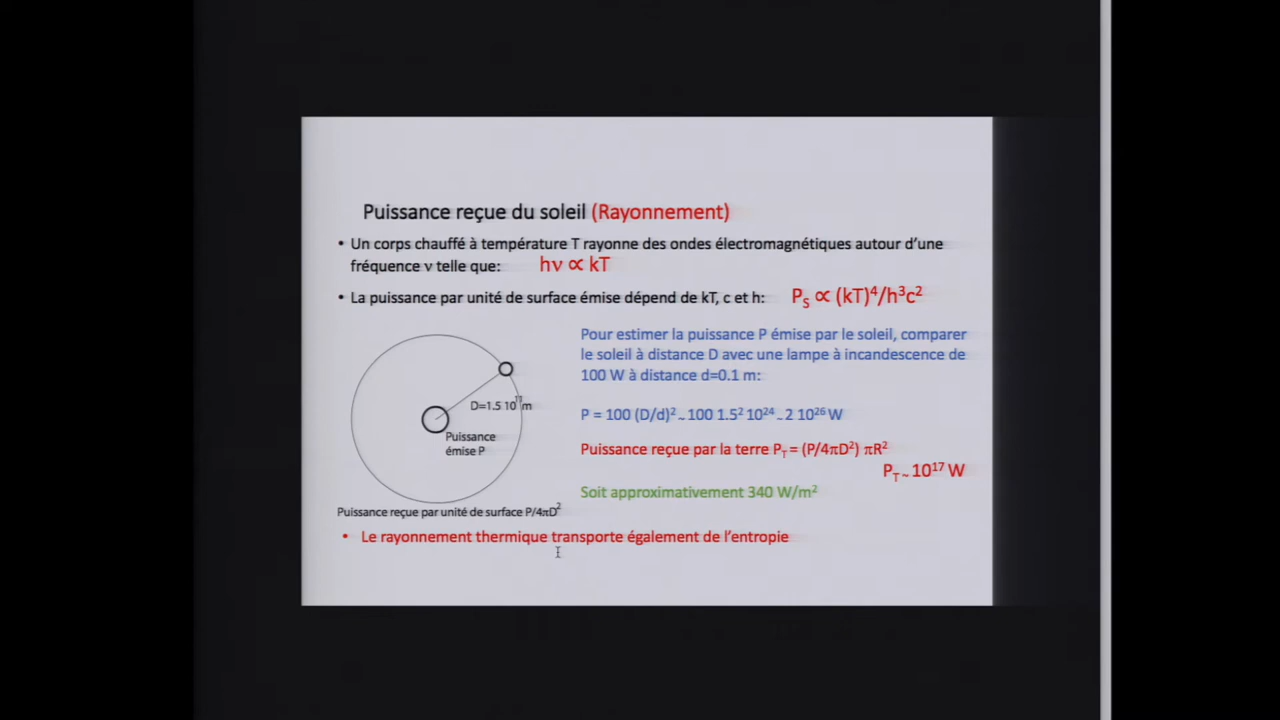 Puissance reçue du soleil (Rayonnement)
• Un corps chauffé à température T rayonne des ondes électromagnétiques autour d'une
fréquence ν telle que: hν ∝ kT
• La puissance par unité de surface émise dépend de kT, c et h: P_S ∝ (kT)⁴/h³c²
Pour estimer la puissance P émise par le soleil, comparer
le soleil à distance D avec une lampe à incandescence de
100 W à distance d=0.1 m:
D=1.5 10¹¹m
P = 100 (D/d)² ~ 100 1.5² 10²⁴ ~ 2 10²⁶ W
Puissance
émise P
Puissance reçue par la terre P_T = (P/4πD²) πR²
P_T ~ 10¹⁷ W
Soit approximativement 340 W/m²
Puissance reçue par unité de surface P/4πD²
• Le rayonnement thermique transporte également de l'entropie